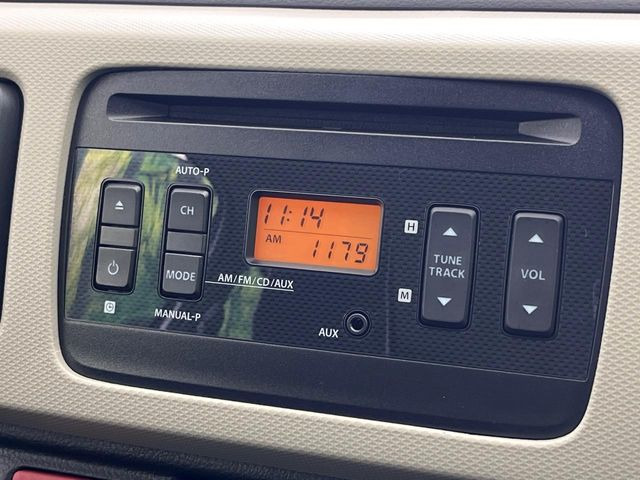 AUTO-P
CH
MODE
AM/FM/CD/AUX
MANUAL-P
11:14
AM 1179
AUX
H
M
TUNE
TRACK
VOL
C